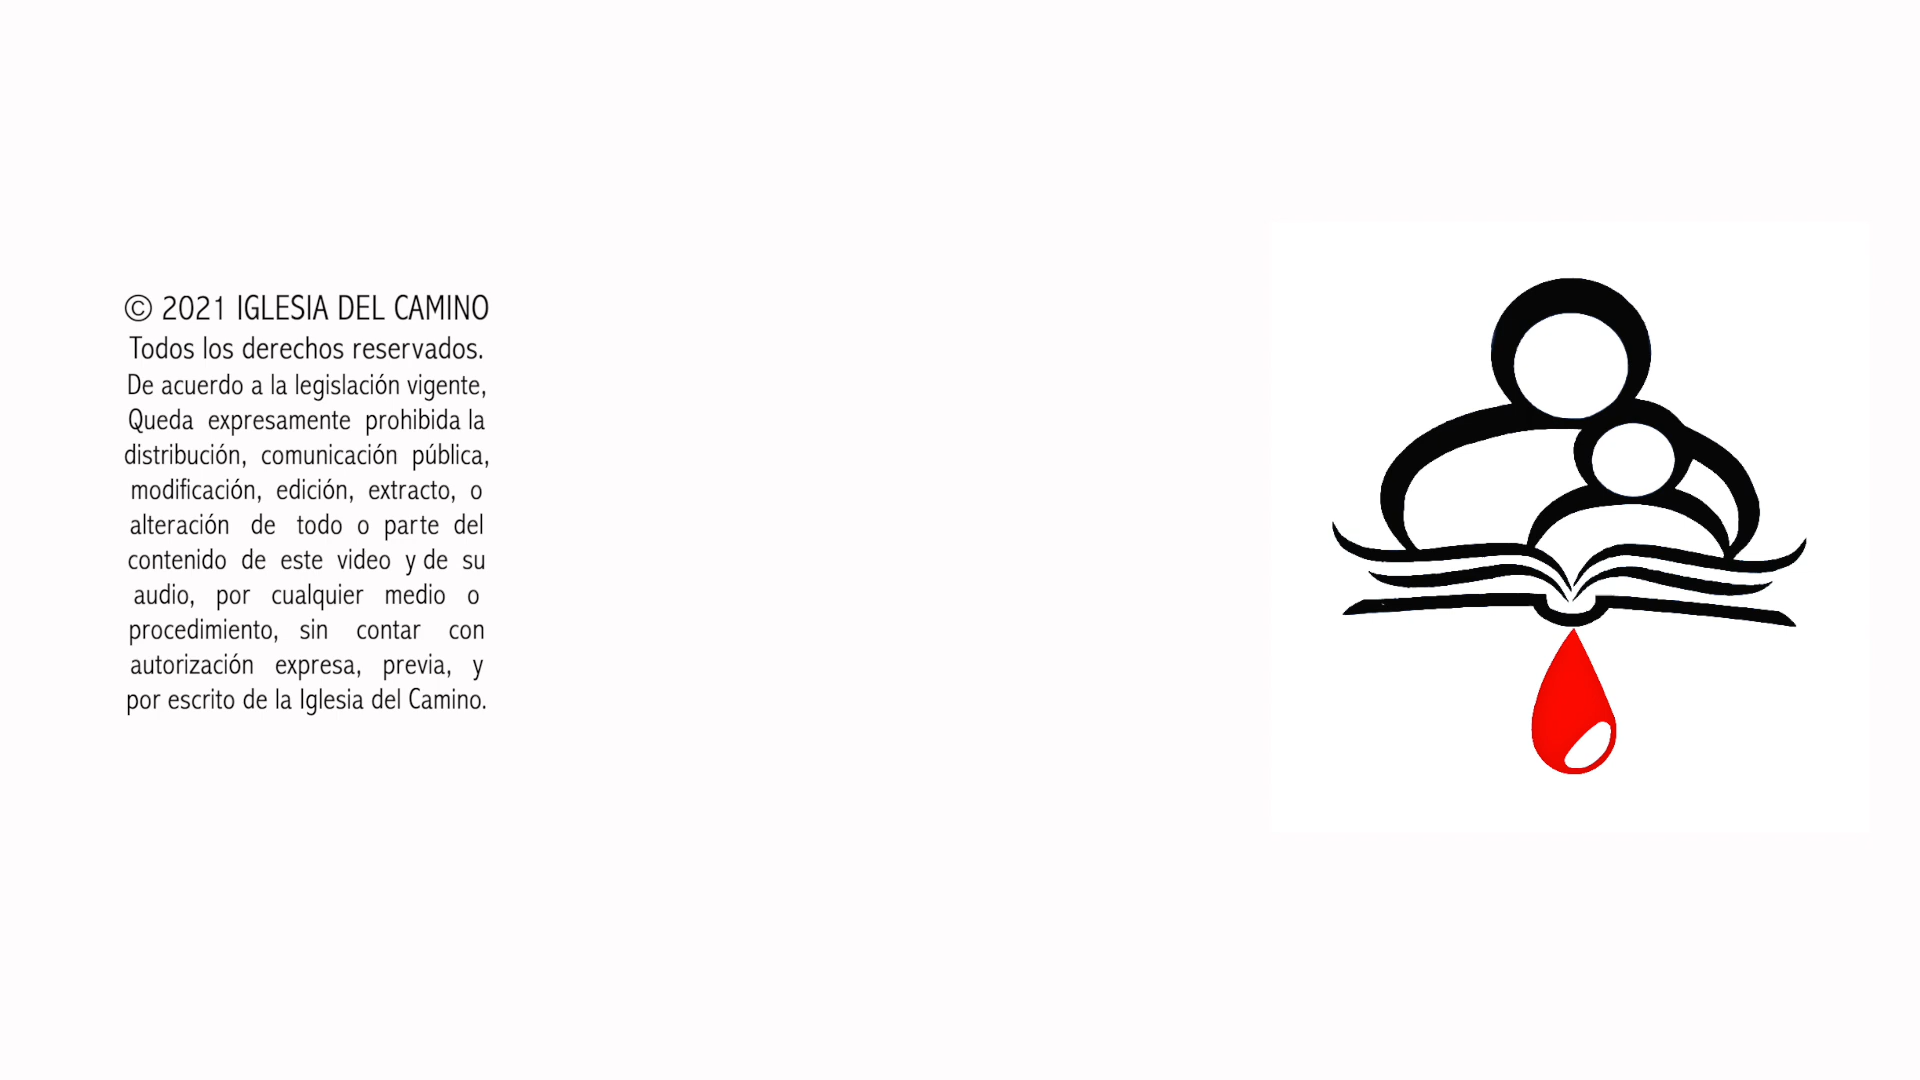 © 2021 IGLESIA DEL CAMINO
Todos los derechos reservados.
De acuerdo a la legislación vigente,
Queda expresamente prohibida la
distribución, comunicación pública,
modificación, edición, extracto, o
alteración de todo o parte del
contenido de este video y de su
audio, por cualquier medio o
procedimiento, sin contar con
autorización expresa, previa, y
por escrito de la Iglesia del Camino.